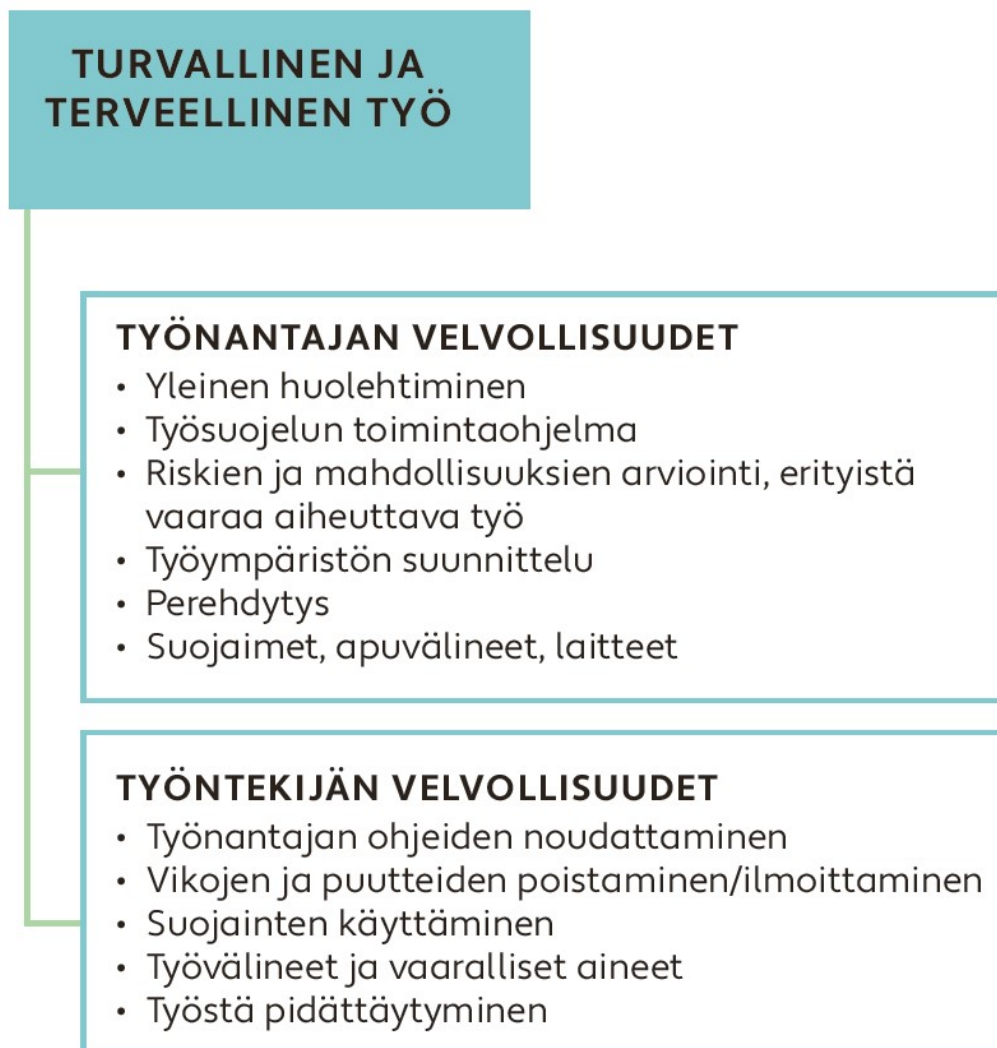 TURVALLINEN JA
TERVEELLINEN TYÖ
TYÖNANTAJAN VELVOLLISUUDET
• Yleinen huolehtiminen
• Työsuojelun toimintaohjelma
• Riskien ja mahdollisuuksien arviointi, erityistä
vaaraa aiheuttava työ
• Työympäristön suunnittelu
• Perehdytys
• Suojaimet, apuvälineet, laitteet
TYÖNTEKIJÄN VELVOLLISUUDET
• Työnantajan ohjeiden noudattaminen
• Vikojen ja puutteiden poistaminen/ilmoittaminen
• Suojainten käyttäminen
• Työvälineet ja vaaralliset aineet
• Työstä pidättäytyminen